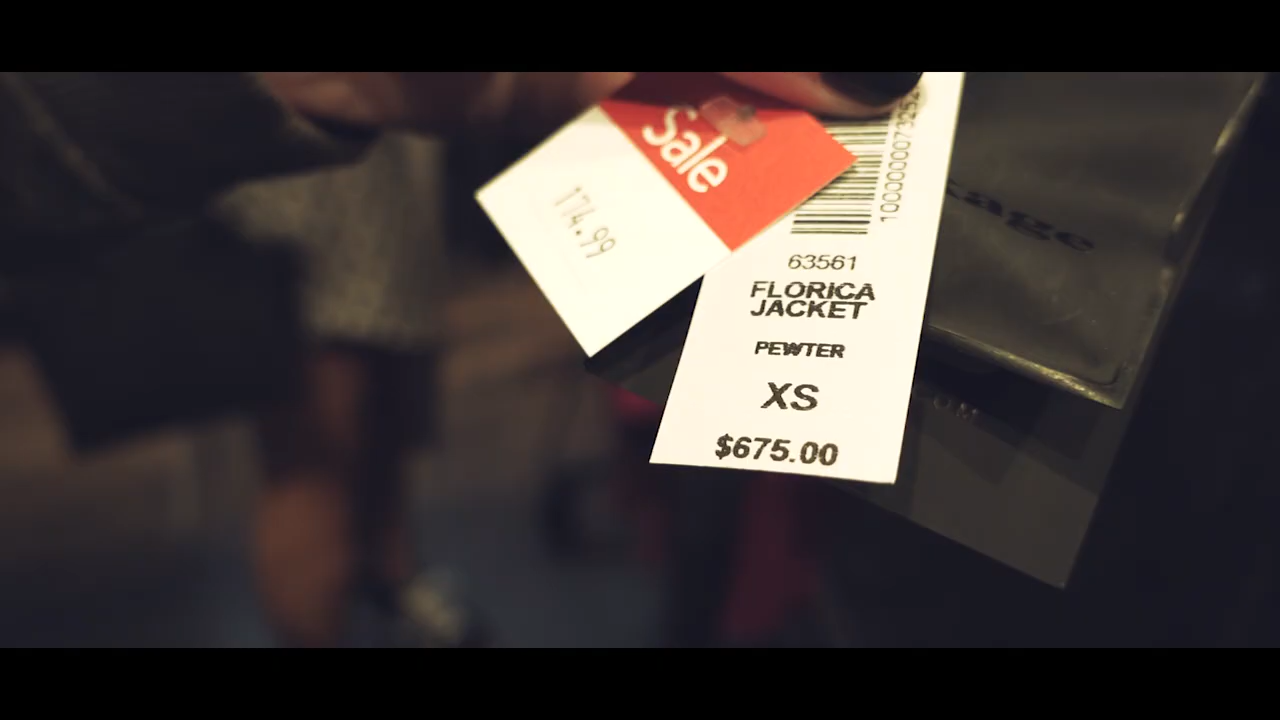 Sale
174.99
63561
FLORICA
JACKET
PEWTER
XS
$675.00